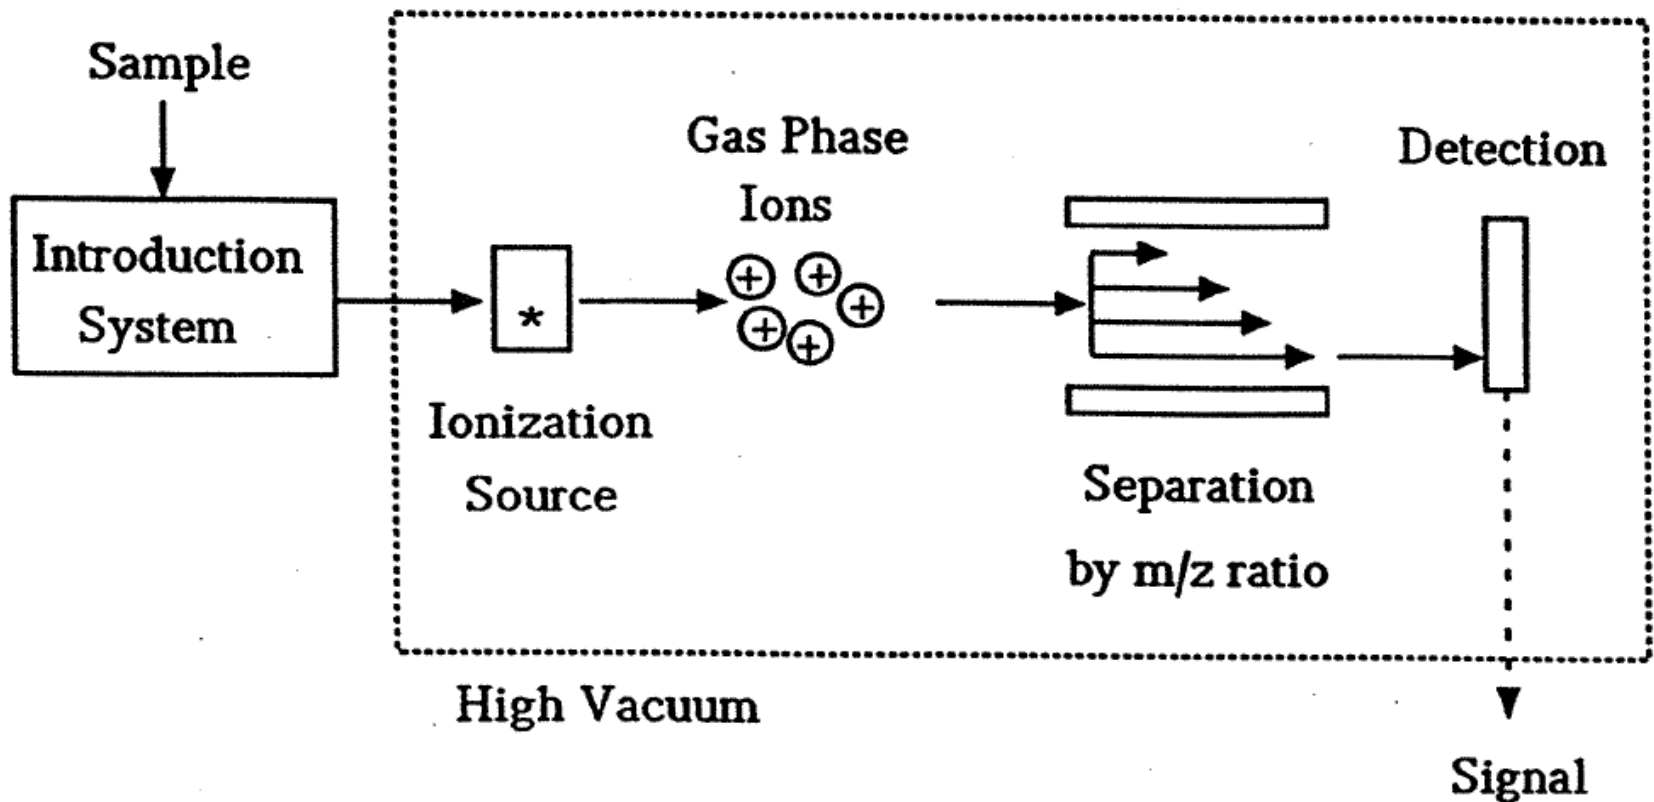 Sample
Introduction
System
Ionization
Source
*
Gas Phase
Ions
+ + + + +
Separation
by m/z ratio
Detection
High Vacuum
Signal